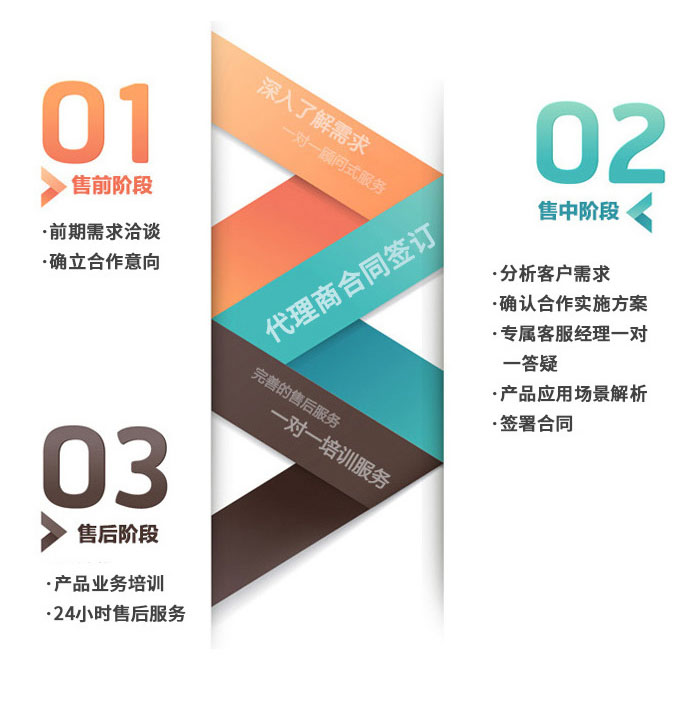 01
售前阶段
·前期需求洽谈
·确立合作意向
深入了解需求
一对一顾问式服务
02
售中阶段
·分析客户需求
·确认合作实施方案
·专属客服经理一对
一答疑
·产品应用场景解析
·签署合同
代理商合同签订
完善的售后服务
一对一培训服务
03
售后阶段
·产品业务培训
·24小时售后服务